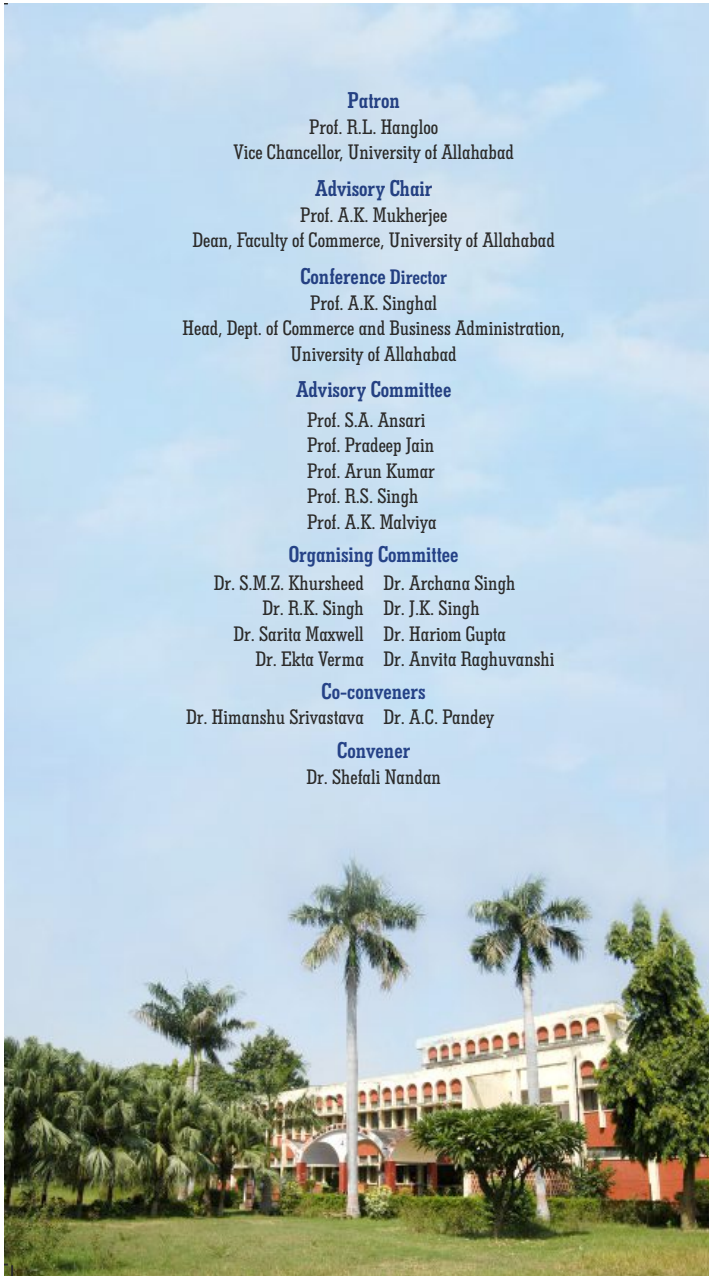 Patron
Prof. R.L. Hangloo
Vice Chancellor, University of Allahabad
Advisory Chair
Prof. A.K. Mukherjee
Dean, Faculty of Commerce, University of Allahabad
Conference Director
Prof. A.K. Singhal
Head, Dept. of Commerce and Business Administration,
University of Allahabad
Advisory Committee
Prof. S.A. Ansari
Prof. Pradeep Jain
Prof. Arun Kumar
Prof. R.S. Singh
Prof. A.K. Malviya
Organising Committee
Dr. S.M.Z. Khursheed Dr. Archana Singh
Dr. R.K. Singh Dr. J.K. Singh
Dr. Sarita Maxwell Dr. Hariom Gupta
Dr. Ekta Verma Dr. Anvita Raghuvanshi
Co-conveners
Dr. Himanshu Srivastava Dr. A.C. Pandey
Convener
Dr. Shefali Nandan